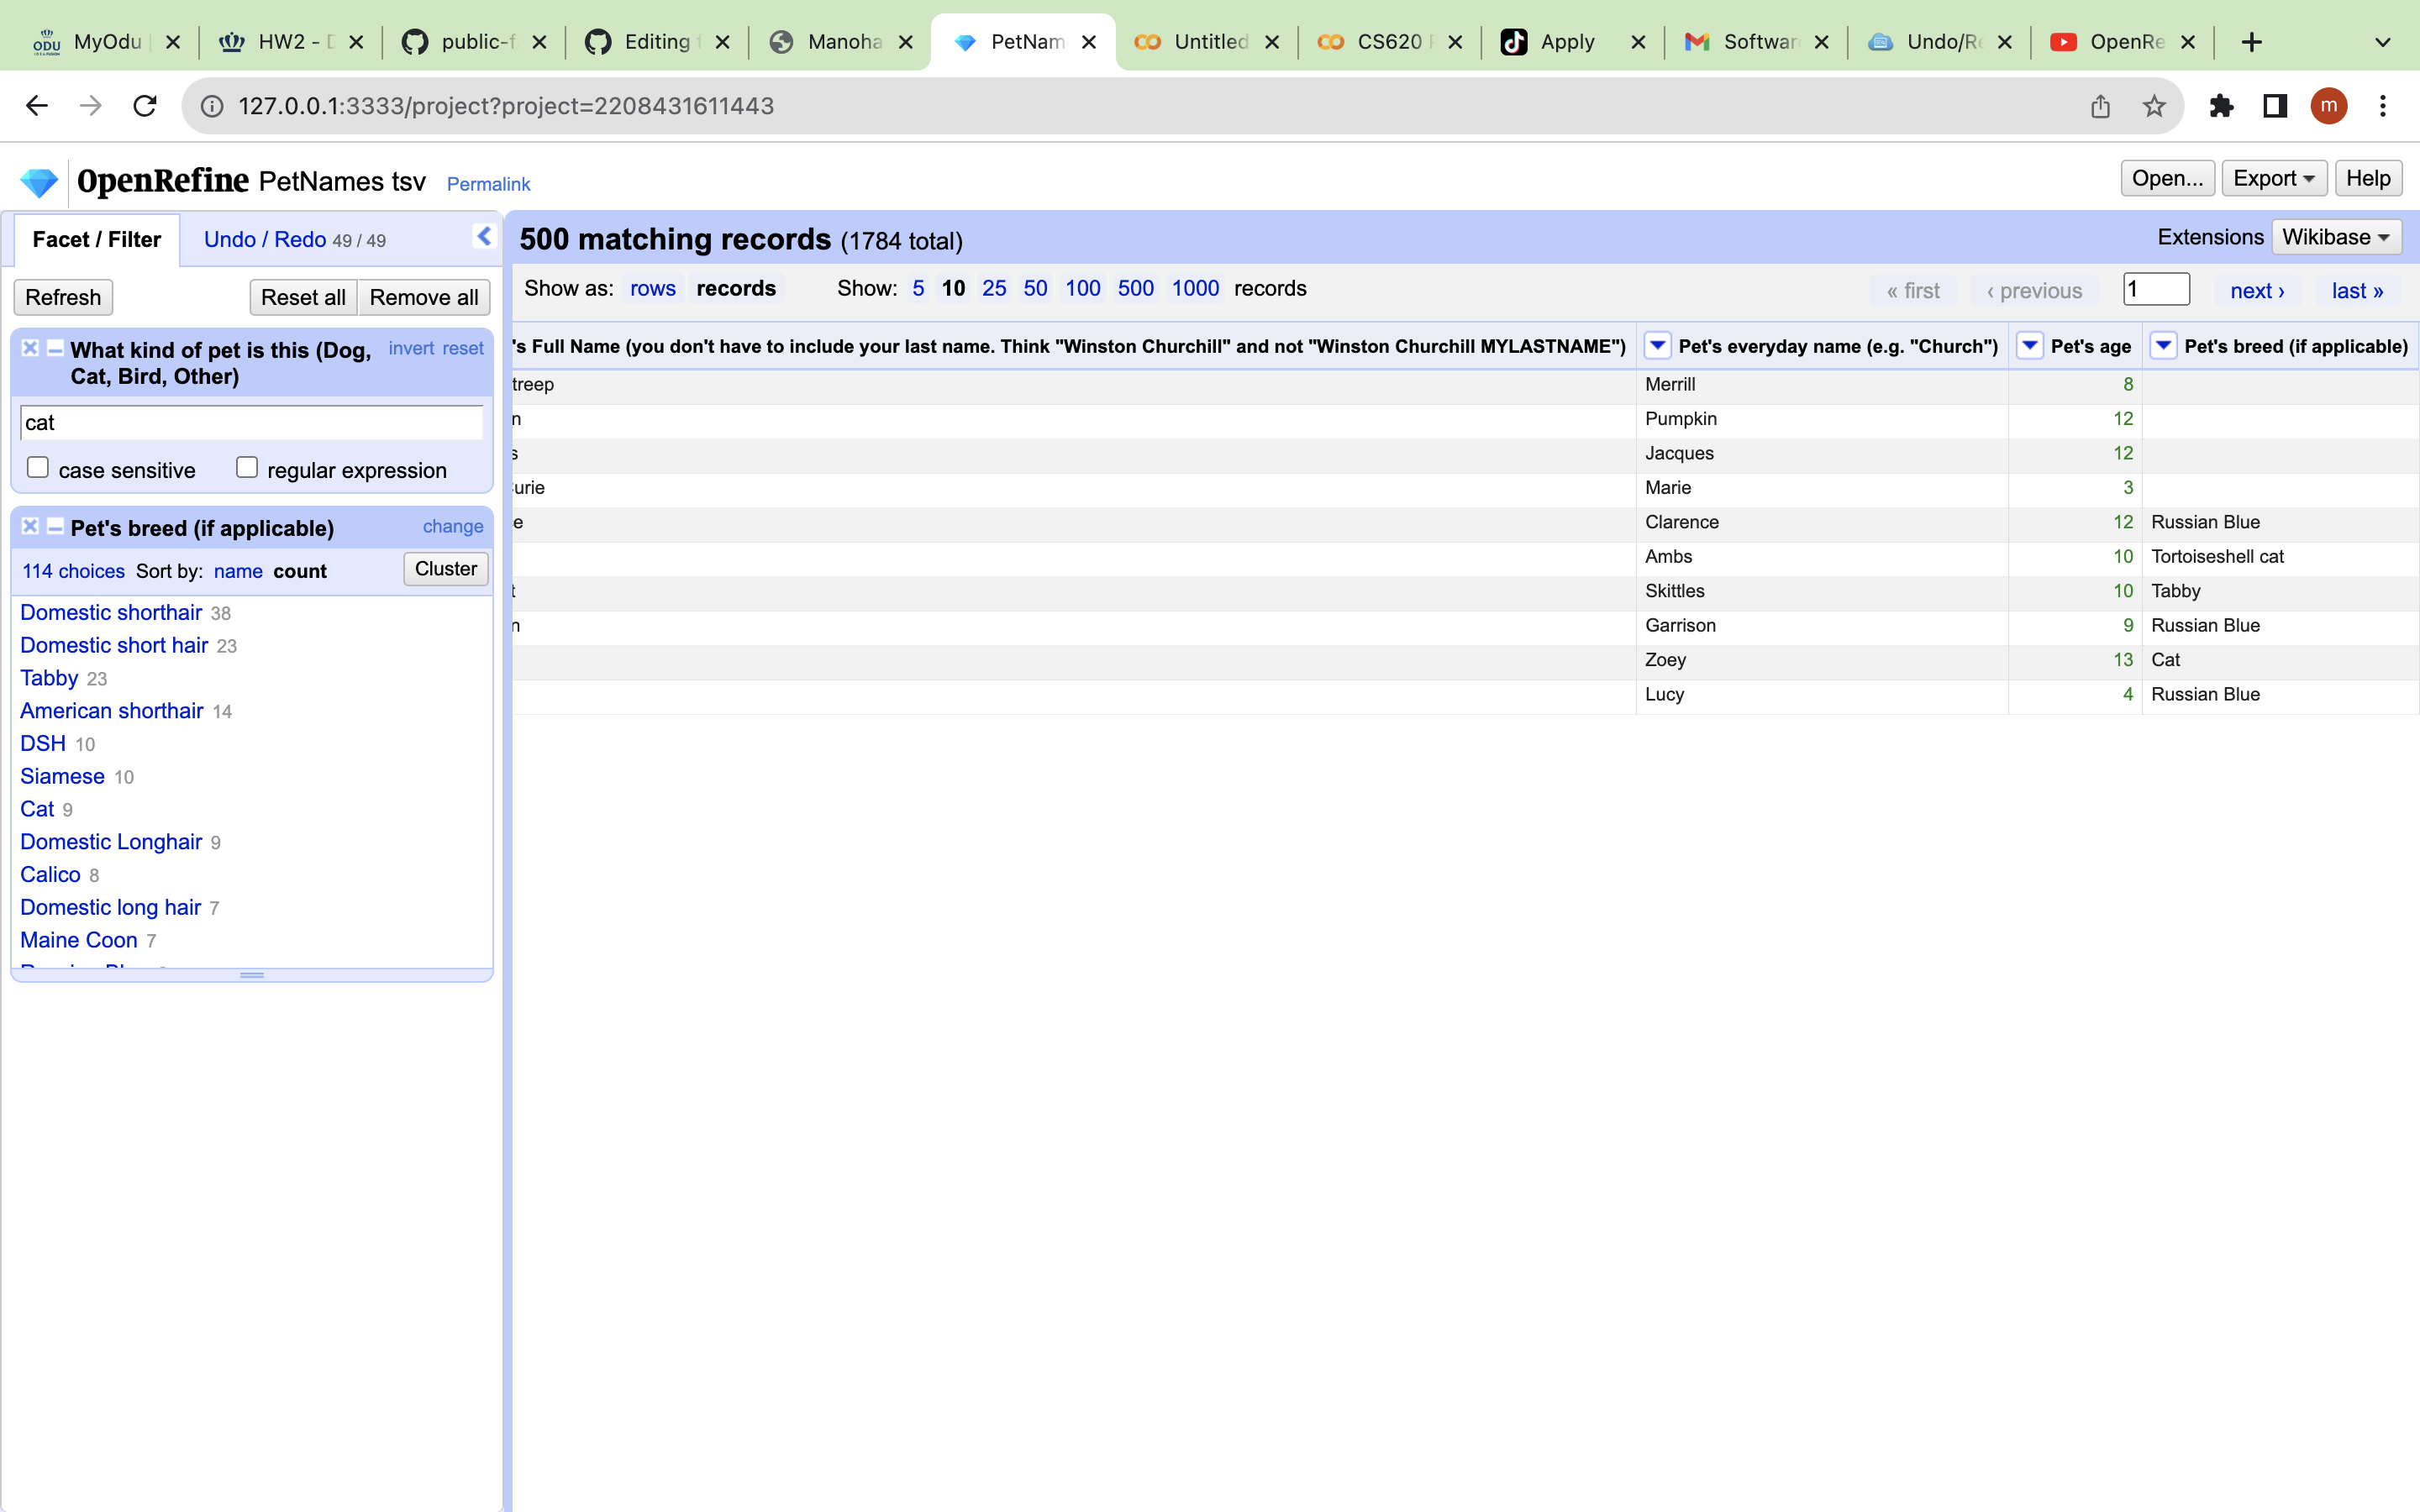 MyOdu HW2 - public-f Editing Manoha PetNam Untitled CS620 Apply Softwar Undo/Re OpenRe
127.0.0.1:3333/project?project=2208431611443 m
OpenRefine PetNames tsv Permalink Open... Export Help
Facet / Filter Undo / Redo 49 / 49
500 matching records (1784 total) Extensions Wikibase
Refresh Reset all Remove all
Show as: rows records Show: 5 10 25 50 100 500 1000 records « first ‹ previous 1 next › last »
What kind of pet is this (Dog, Cat, Bird, Other) invert reset
cat
case sensitive regular expression
Pet's breed (if applicable) change
114 choices Sort by: name count Cluster
Domestic shorthair 38
Domestic short hair 23
Tabby 23
American shorthair 14
DSH 10
Siamese 10
Cat 9
Domestic Longhair 9
Calico 8
Domestic long hair 7
Maine Coon 7
's Full Name (you don't have to include your last name. Think "Winston Churchill" and not "Winston Churchill MYLASTNAME") Pet's everyday name (e.g. "Church") Pet's age Pet's breed (if applicable)
treep Merrill 8
n Pumpkin 12
s Jacques 12
urie Marie 3
e Clarence 12 Russian Blue
Ambs 10 Tortoiseshell cat
t Skittles 10 Tabby
n Garrison 9 Russian Blue
Zoey 13 Cat
Lucy 4 Russian Blue